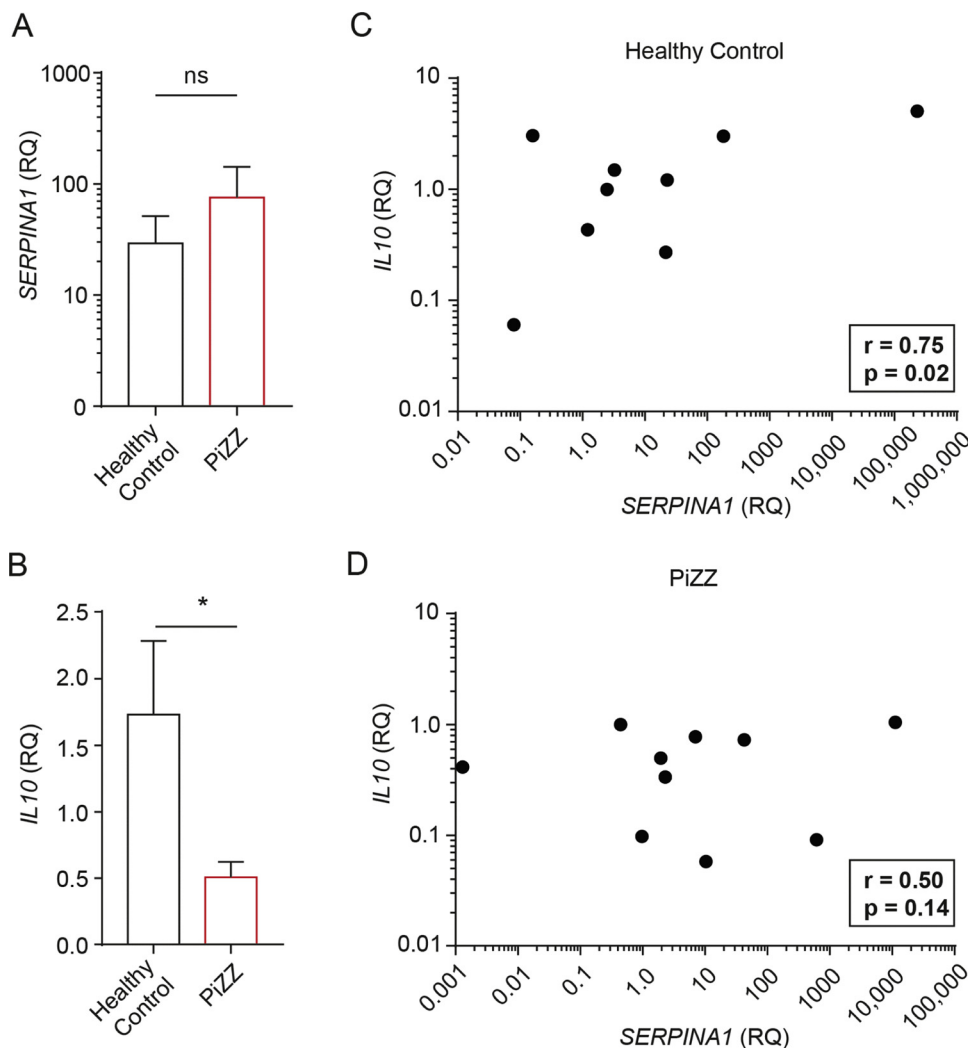 A
SERPINA1 (RQ)
1000
100
10
0
ns
Healthy
Control
PiZZ
B
IL10 (RQ)
2.5
2.0
1.5
1.0
0.5
0.0
*
Healthy
Control
PiZZ
C
Healthy Control
IL10 (RQ)
10
1.0
0.1
0.01
r = 0.75
p = 0.02
0.01
0.1
1.0
10
100
1000
10,000
100,000
1,000,000
SERPINA1 (RQ)
D
PiZZ
IL10 (RQ)
10
1.0
0.1
0.01
r = 0.50
p = 0.14
0.001
0.01
0.1
1.0
10
100
1000
10,000
100,000
SERPINA1 (RQ)